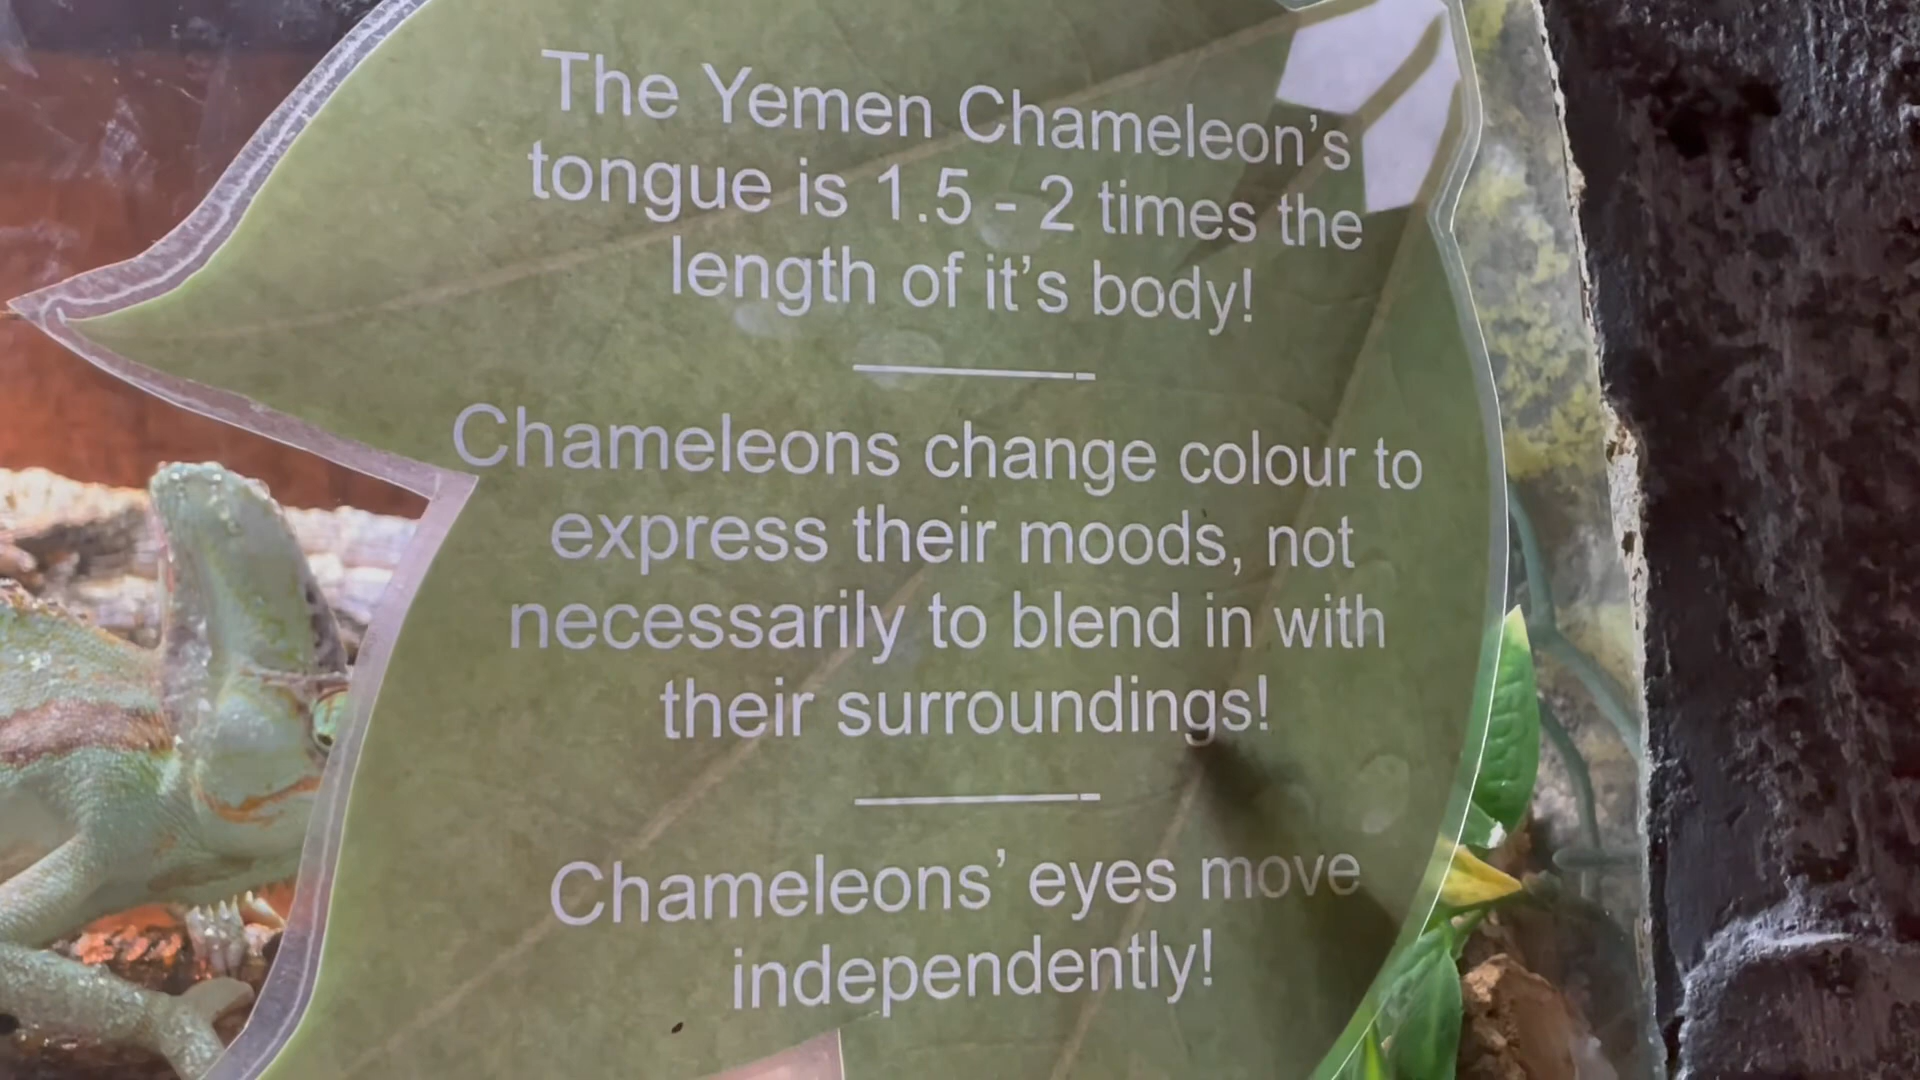 The Yemen Chameleon’s
tongue is 1.5 - 2 times the
length of it’s body!
Chameleons change colour to
express their moods, not
necessarily to blend in with
their surroundings!
Chameleons’ eyes move
independently!